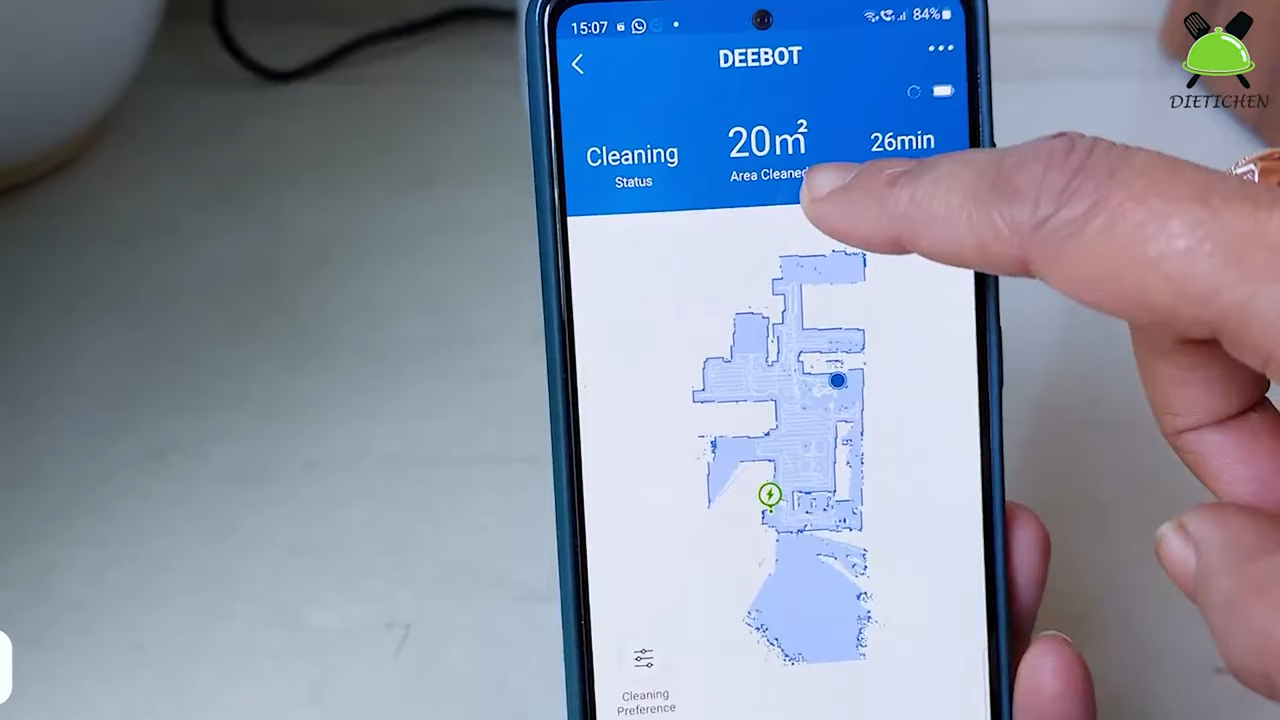 15:07
84%
DEEBOT
DIETICHEN
Cleaning
Status
20m²
Area Cleaned
26min
Cleaning
Preference